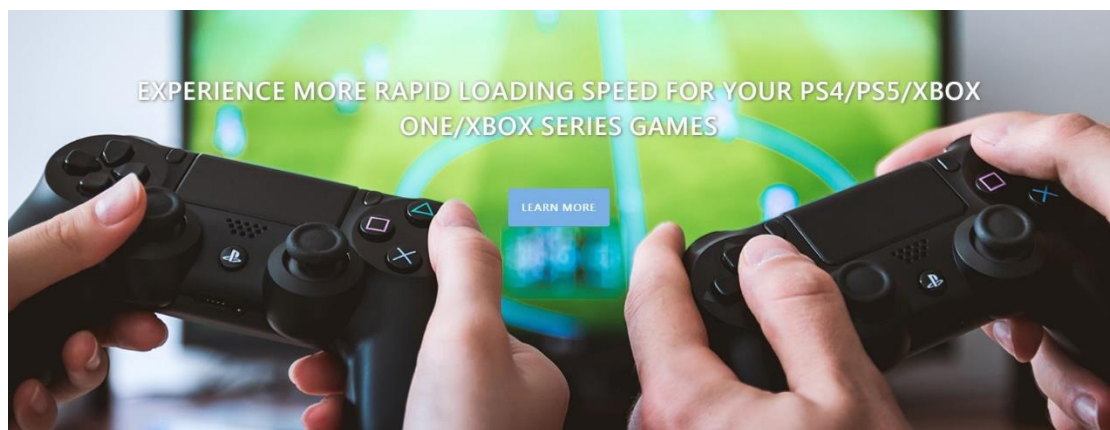 EXPERIENCE MORE RAPID LOADING SPEED FOR YOUR PS4/PS5/XBOX
ONE/XBOX SERIES GAMES
LEARN MORE